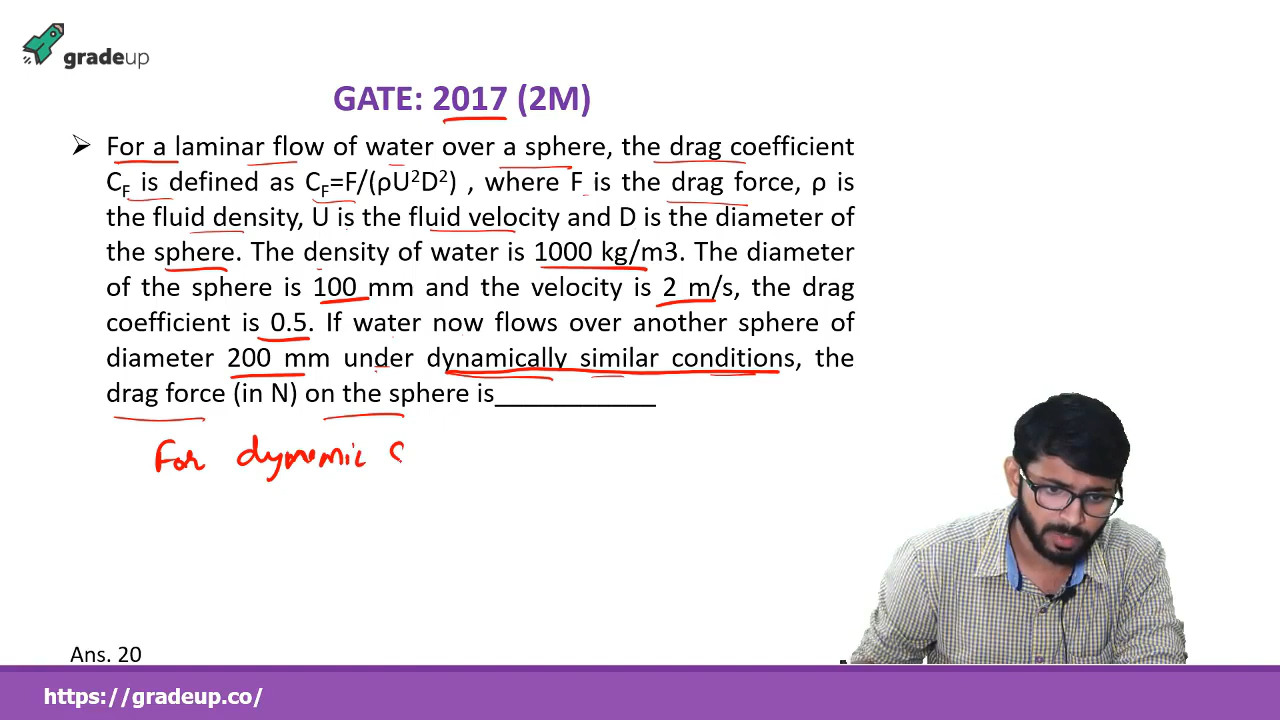 gradeup
GATE: 2017 (2M)
➢ For a laminar flow of water over a sphere, the drag coefficient
C_F is defined as C_F=F/(ρU²D²) , where F is the drag force, ρ is
the fluid density, U is the fluid velocity and D is the diameter of
the sphere. The density of water is 1000 kg/m3. The diameter
of the sphere is 100 mm and the velocity is 2 m/s, the drag
coefficient is 0.5. If water now flows over another sphere of
diameter 200 mm under dynamically similar conditions, the
drag force (in N) on the sphere is____________
For dynamic S
Ans. 20
https://gradeup.co/